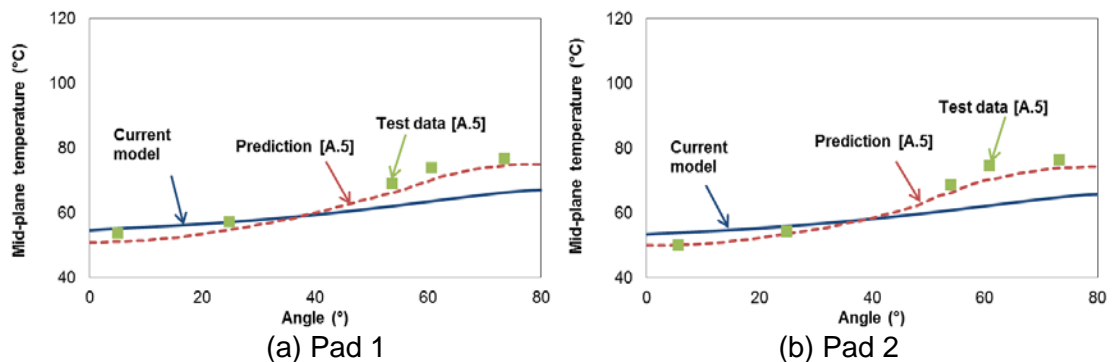 Mid-plane temperature (°C)
120
100
80
60
40
Current
model
Prediction [A.5]
Test data [A.5]
0
20
40
60
80
Angle (°)
(a) Pad 1
Mid-plane temperature (°C)
120
100
80
60
40
Current
model
Prediction [A.5]
Test data [A.5]
0
20
40
60
80
Angle (°)
(b) Pad 2